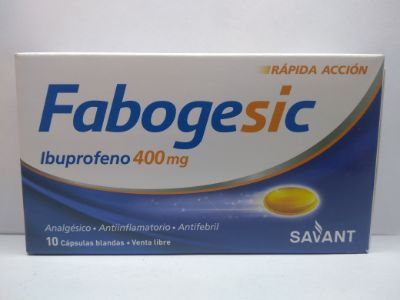 RÁPIDA ACCIÓN
Fabogesic
Ibuprofeno 400 mg
Analgésico • Antiinflamatorio • Antifebril
10 Cápsulas blandas • Venta libre
SAVANT